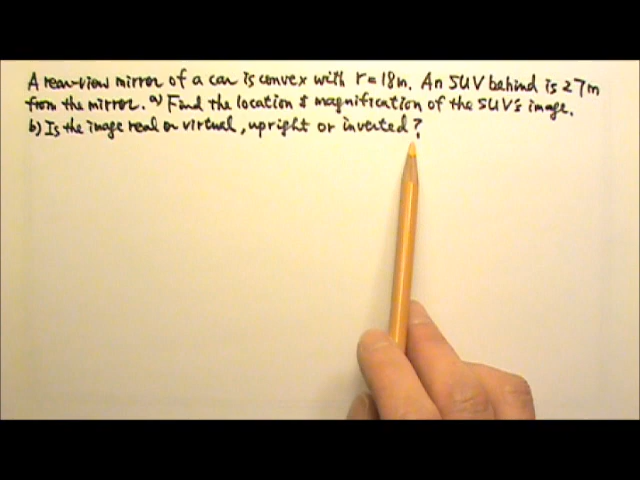 A rear-view mirror of a car is convex with r = 18m. An SUV behind is 27m
from the mirror. a) Find the location & magnification of the SUV's image.
b) Is the image real or virtual, upright or inverted?